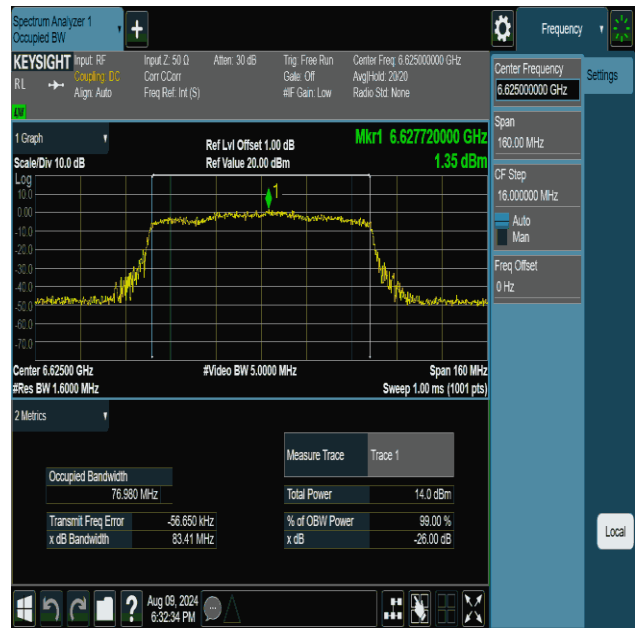 Spectrum Analyzer 1
Occupied BW
+
Frequency
KEYSIGHT
RL
LM
Input: RF
Coupling: DC
Align: Auto
Input Z: 50 Ω
Corr CCorr
Freq Ref: Int (S)
Atten: 30 dB
Trig: Free Run
Gate: Off
#IF Gain: Low
Center Freq: 6.625000000 GHz
Avg|Hold: 20/20
Radio Std: None
Center Frequency
6.625000000 GHz
Settings
Span
160.00 MHz
CF Step
16.000000 MHz
Auto
Man
Freq Offset
0 Hz
Local
1 Graph
Scale/Div 10.0 dB
Ref Lvl Offset 1.00 dB
Ref Value 20.00 dBm
Mkr1 6.627720000 GHz
1.35 dBm
Log
10.0
0.00
-10.0
-20.0
-30.0
-40.0
-50.0
-60.0
-70.0
1
Center 6.62500 GHz
#Video BW 5.0000 MHz
Span 160 MHz
#Res BW 1.6000 MHz
Sweep 1.00 ms (1001 pts)
2 Metrics
Measure Trace
Trace 1
Occupied Bandwidth
76.980 MHz
Total Power
14.0 dBm
Transmit Freq Error
-56.650 kHz
% of OBW Power
99.00 %
x dB Bandwidth
83.41 MHz
x dB
-26.00 dB
?
Aug 09, 2024
6:32:34 PM